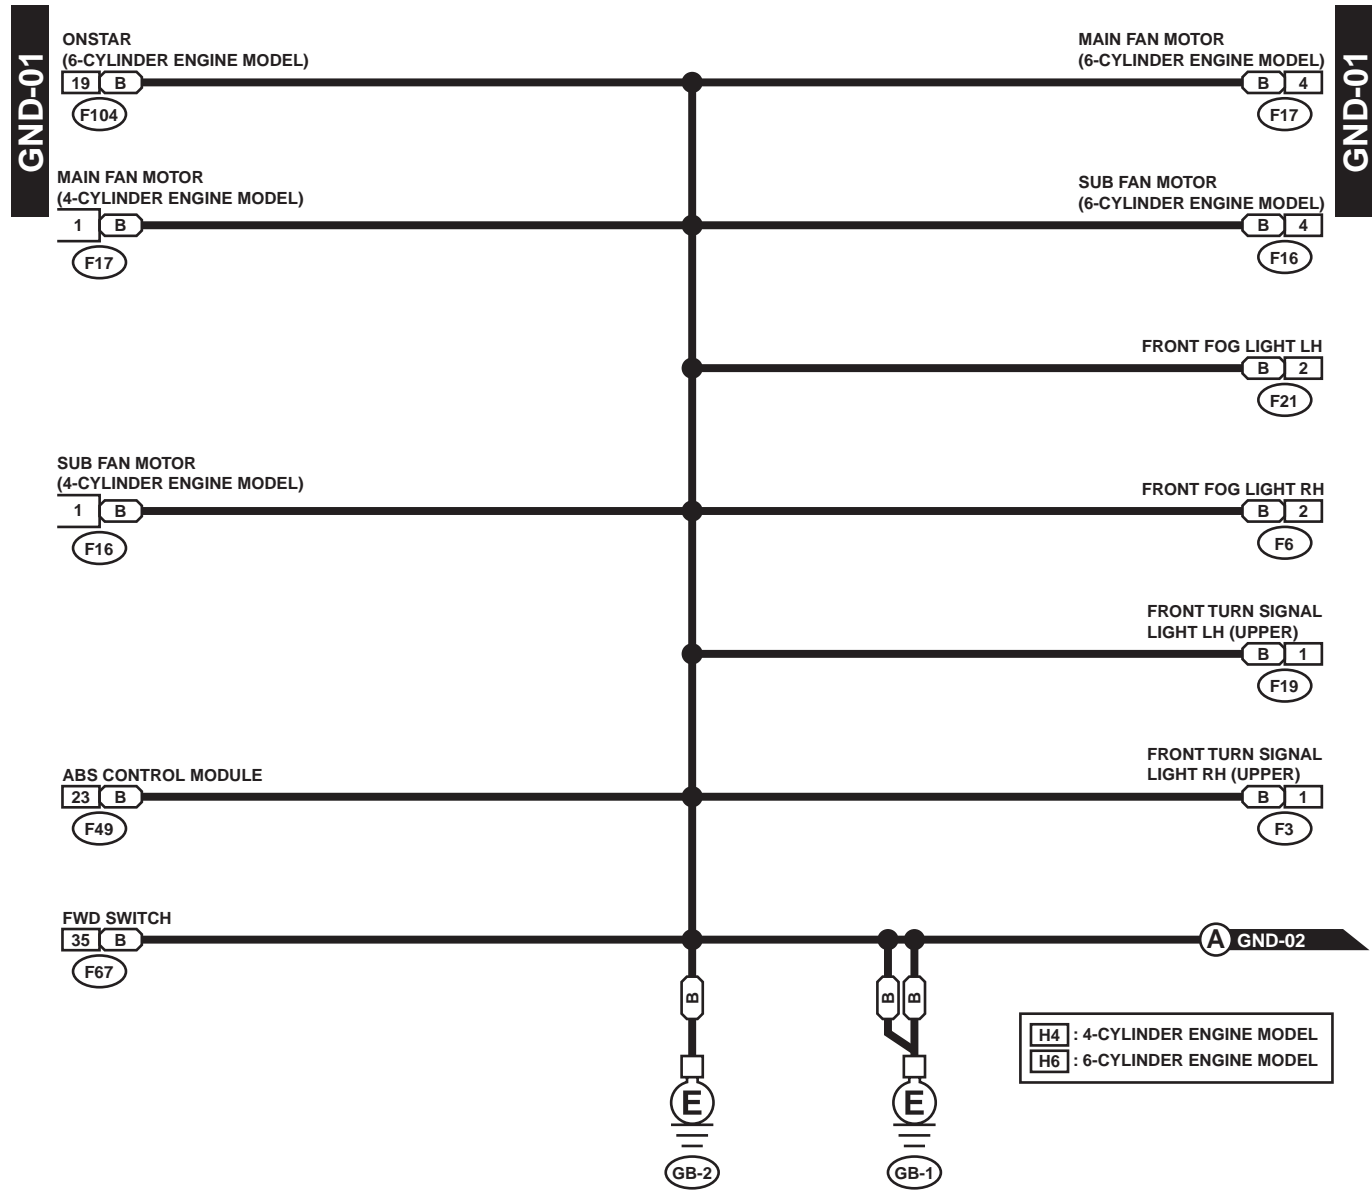 GND-01
GND-01
ONSTAR
(6-CYLINDER ENGINE MODEL)
19 B
F104
MAIN FAN MOTOR
(6-CYLINDER ENGINE MODEL)
B 4
F17
MAIN FAN MOTOR
(4-CYLINDER ENGINE MODEL)
1 B
F17
SUB FAN MOTOR
(6-CYLINDER ENGINE MODEL)
B 4
F16
FRONT FOG LIGHT LH
B 2
F21
SUB FAN MOTOR
(4-CYLINDER ENGINE MODEL)
1 B
F16
FRONT FOG LIGHT RH
B 2
F6
FRONT TURN SIGNAL
LIGHT LH (UPPER)
B 1
F19
ABS CONTROL MODULE
23 B
F49
FRONT TURN SIGNAL
LIGHT RH (UPPER)
B 1
F3
FWD SWITCH
35 B
F67
A GND-02
B
B
B
H4 : 4-CYLINDER ENGINE MODEL
H6 : 6-CYLINDER ENGINE MODEL
E
E
GB-2
GB-1